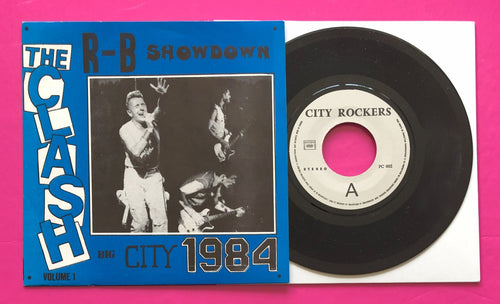 THE CLASH
R-B SHOWDOWN
BIG CITY 1984
VOLUME 1
CITY ROCKERS
STEREO
PC 002
A